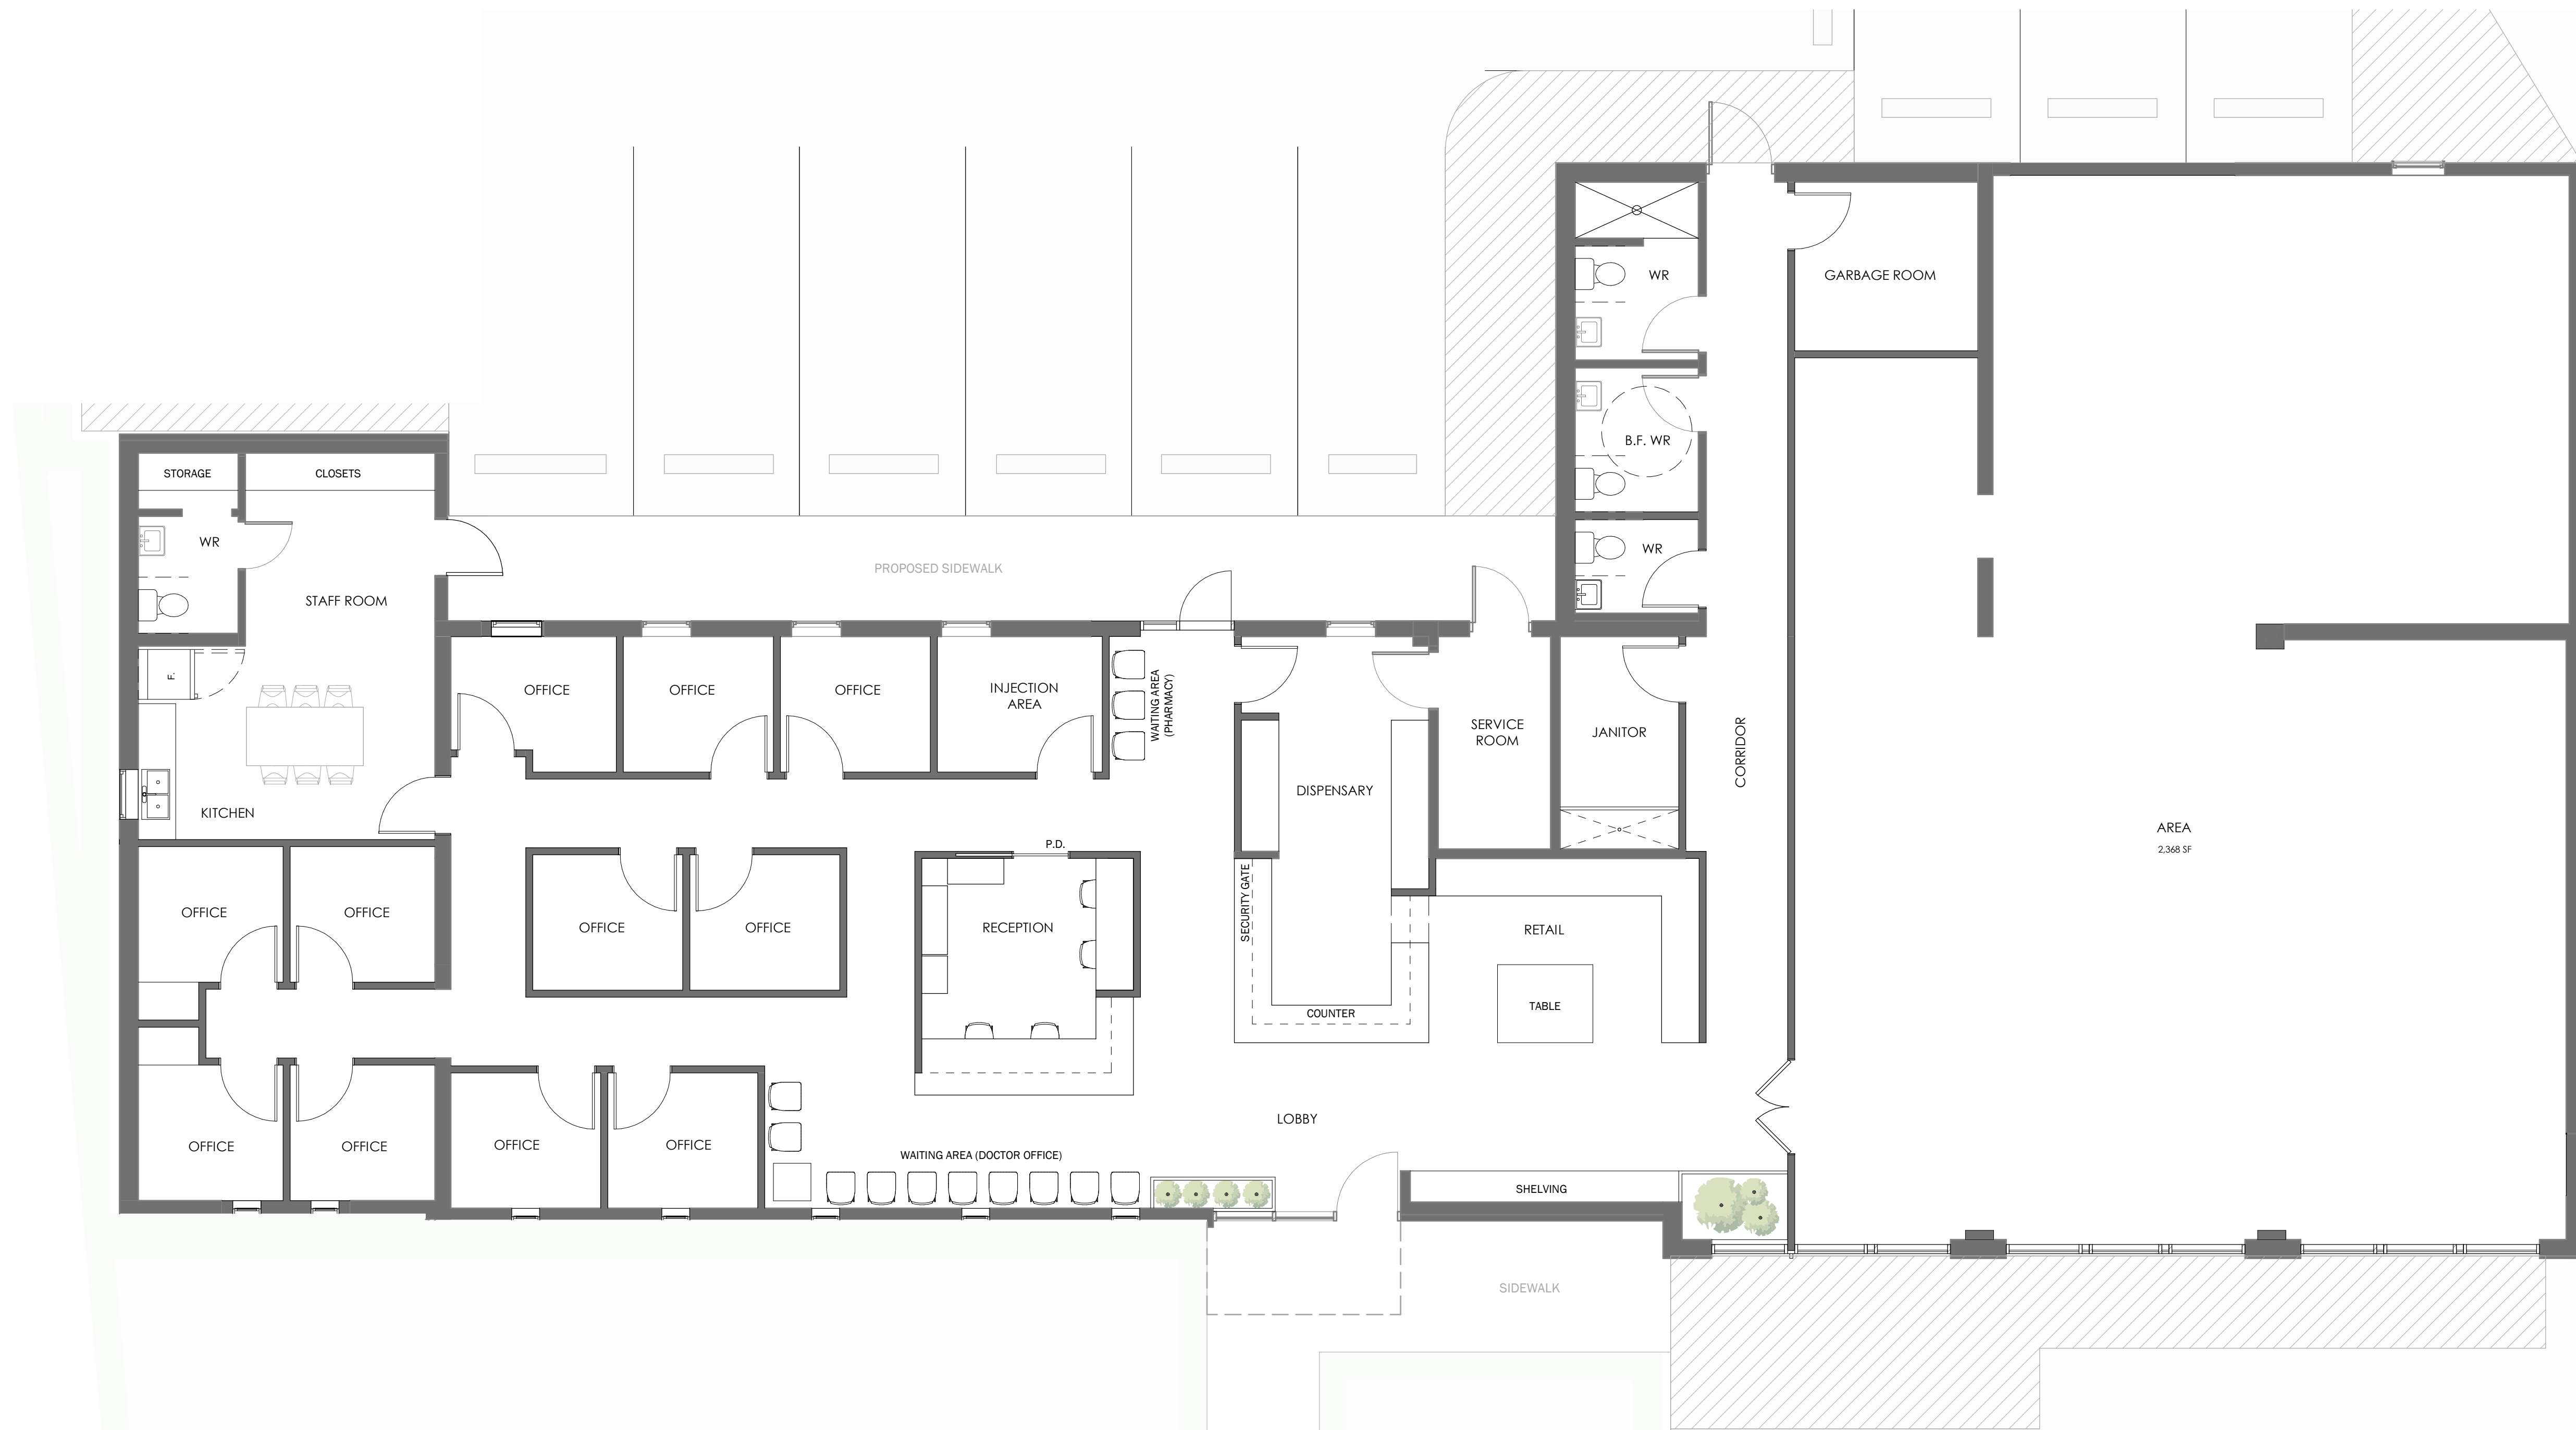 WR
GARBAGE ROOM
B.F. WR
STORAGE
CLOSETS
WR
WR
PROPOSED SIDEWALK
STAFF ROOM
F.
OFFICE
OFFICE
OFFICE
INJECTION
AREA
WAITING AREA
(PHARMACY)
SERVICE
ROOM
JANITOR
CORRIDOR
DISPENSARY
KITCHEN
AREA
2,368 SF
P.D.
OFFICE
OFFICE
OFFICE
OFFICE
RECEPTION
SECURITY GATE
RETAIL
TABLE
COUNTER
LOBBY
OFFICE
OFFICE
OFFICE
OFFICE
WAITING AREA (DOCTOR OFFICE)
SHELVING
SIDEWALK